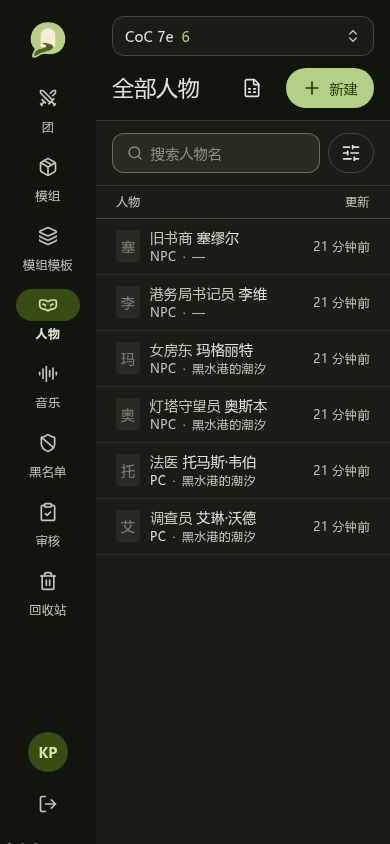 CoC 7e 6
全部人物
新建
搜索人物名
人物 更新
塞 旧书商 塞缪尔 21 分钟前
NPC · —
李 港务局书记员 李维 21 分钟前
NPC · —
玛 女房东 玛格丽特 21 分钟前
NPC · 黑水港的潮汐
奥 灯塔守望员 奥斯本 21 分钟前
NPC · 黑水港的潮汐
托 法医 托马斯·韦伯 21 分钟前
PC · 黑水港的潮汐
艾 调查员 艾琳·沃德 21 分钟前
PC · 黑水港的潮汐
团
模组
模组模板
人物
音乐
黑名单
审核
回收站
KP